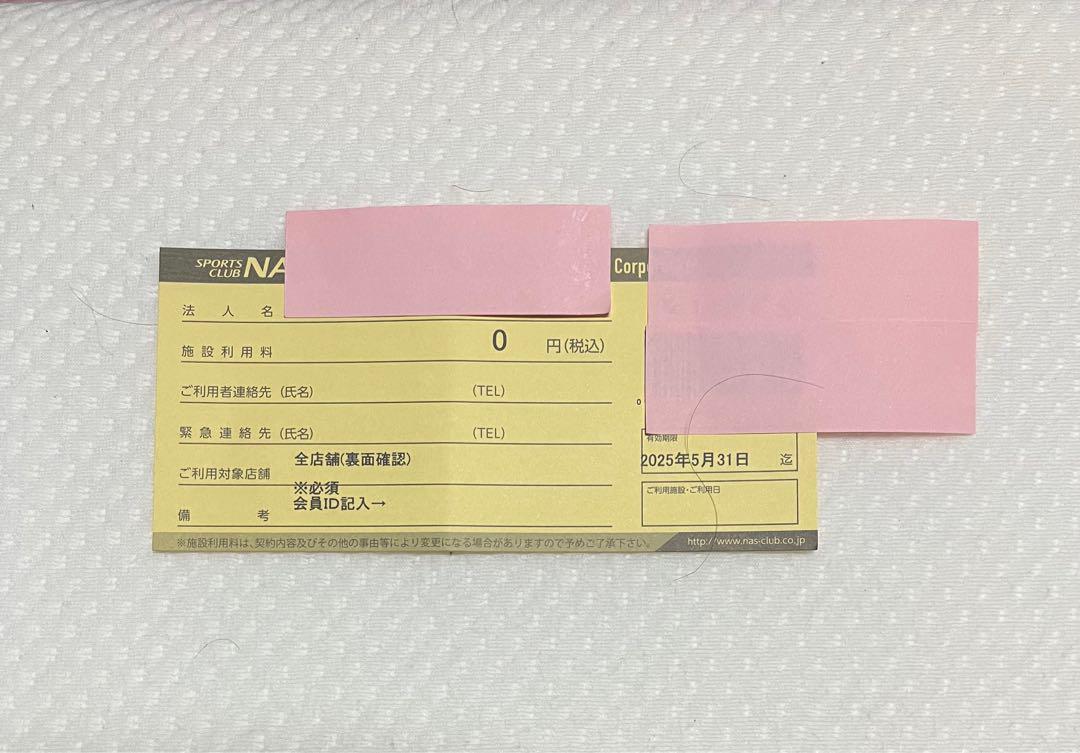 SPORTS
CLUB NA
Corp
法 人 名
施設利用料 0 円(税込)
ご利用者連絡先 (氏名) (TEL)
緊急連絡先 (氏名) (TEL)
ご利用対象店舗 全店舗(裏面確認)
※必須
会員ID記入→
備 考
有効期限
2025年5月31日 迄
ご利用施設・ご利用日
※施設利用料は、契約内容及びその他の事由等により変更になる場合がありますので予めご了承下さい。
http://www.nas-club.co.jp